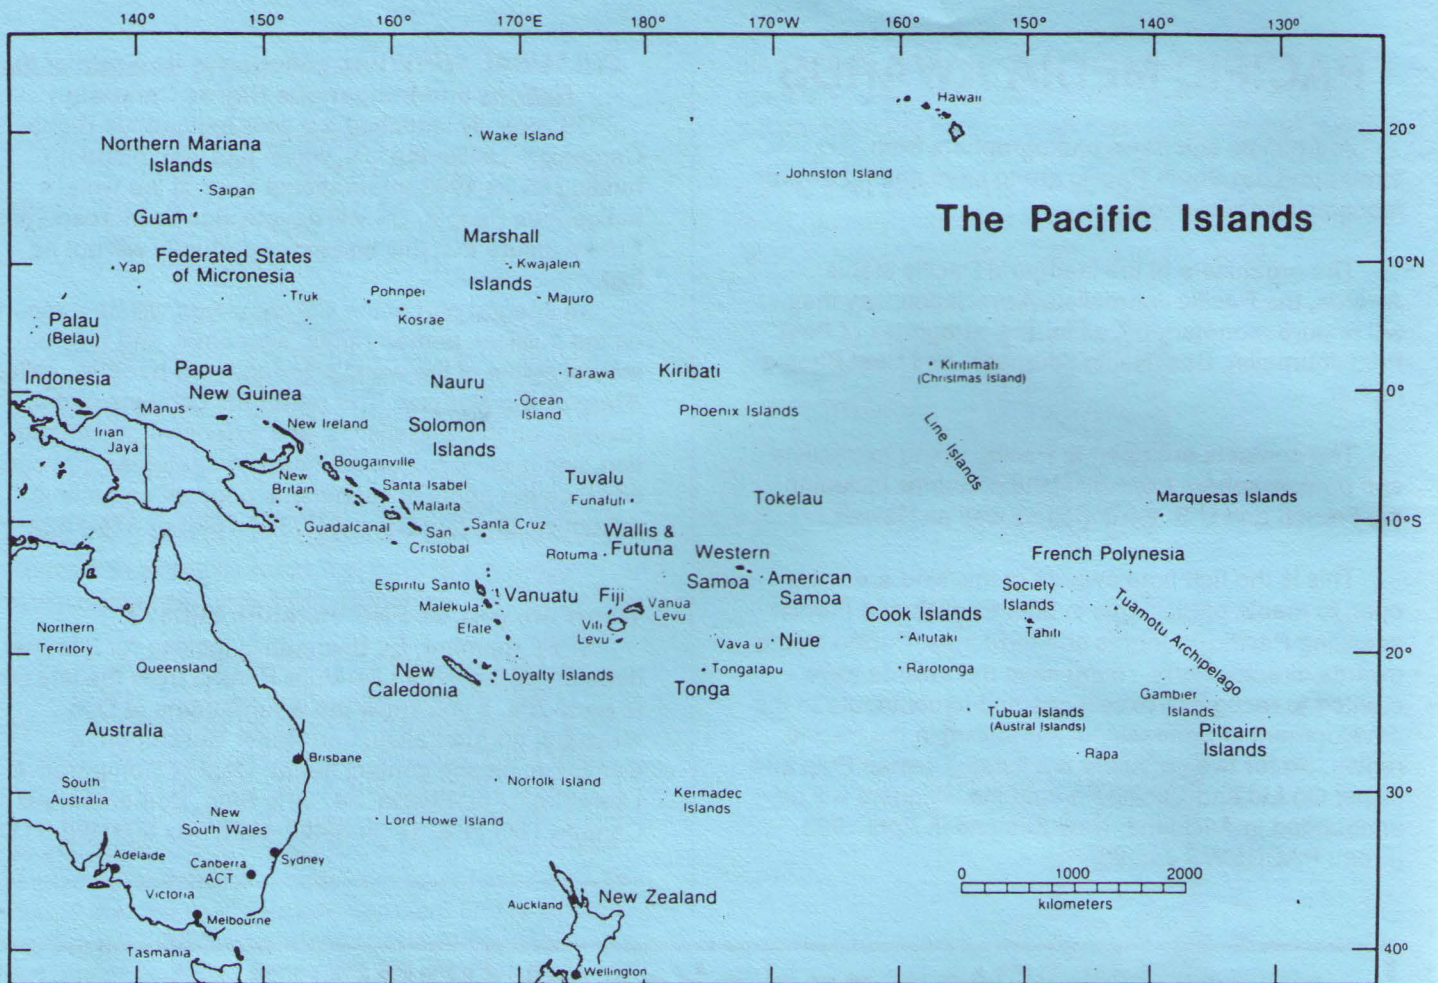 140°
150°
160°
170°E
180°
170°W
160°
150°
140°
130°
Hawaii
20°
Wake Island
Northern Mariana
Islands
Johnston Island
Saipan
Guam
The Pacific Islands
Marshall
Islands
Kwajalein
Majuro
Federated States
of Micronesia
10°N
Yap
Truk
Pohnpei
Kosrae
Palau
(Belau)
Kiritimati
(Christmas Island)
Papua
New Guinea
Indonesia
Nauru
Tarawa
Kiribati
0°
Manus
Ocean
Island
Phoenix Islands
New Ireland
Solomon
Islands
Line Islands
Irian
Jaya
Bougainville
New
Britain
Santa Isabel
Tuvalu
Funafuti
Tokelau
Marquesas Islands
Malaita
Guadalcanal
San
Cristobal
Santa Cruz
10°S
Wallis &
Futuna
Rotuma
Western
Samoa
French Polynesia
American
Samoa
Espiritu Santo
Vanuatu
Fiji
Society
Islands
Malekula
Vanua
Levu
Cook Islands
Tuamotu Archipelago
Efate
Viti
Levu
Vava u
Niue
Aitutaki
Tahiti
Northern
Territory
20°
Queensland
New
Caledonia
Loyalty Islands
Tongatapu
Tonga
Rarotonga
Gambier
Islands
Tubuai Islands
(Austral Islands)
Australia
Pitcairn
Islands
Brisbane
Rapa
South
Australia
Norfolk Island
Kermadec
Islands
30°
New
South Wales
Lord Howe Island
Adelaide
Canberra
ACT
Sydney
0
1000
2000
kilometers
Victoria
Auckland
New Zealand
Melbourne
Tasmania
40°
Wellington